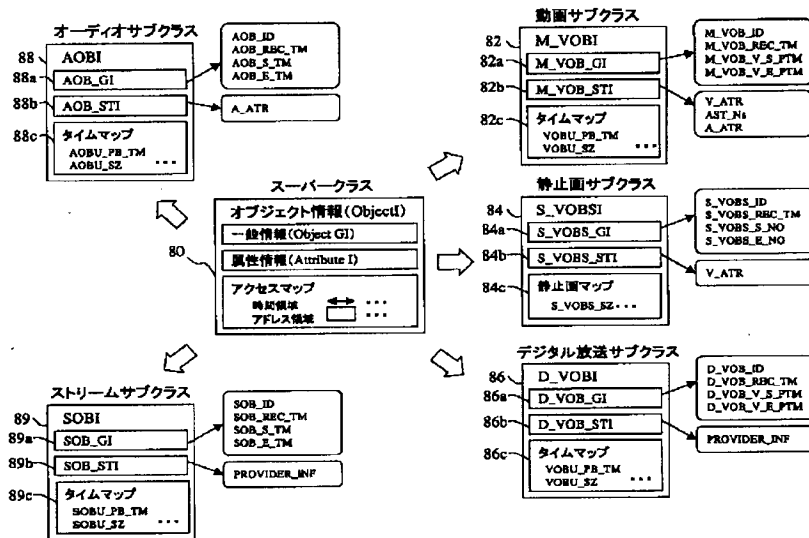 オーディオサブクラス
88
AOBI
88a
AOB_GI
88b
AOB_STI
88c
タイムマップ
AOBU_PB_TM
AOBU_SZ ・・・
AOB_ID
AOB_REC_TM
AOB_S_TM
AOB_E_TM
A_ATR
動画サブクラス
82
M_VOBI
82a
M_VOB_GI
82b
M_VOB_STI
82c
タイムマップ
VOBU_PB_TM
VOBU_SZ ・・・
M_VOB_ID
M_VOB_REC_TM
M_VOB_V_S_PTM
M_VOB_V_E_PTM
V_ATR
AST_Ns
A_ATR
スーパークラス
80
オブジェクト情報(ObjectI)
一般情報(Object GI)
属性情報(Attribute I)
アクセスマップ
時間領域 ・・・
アドレス領域 ・・・
静止画サブクラス
84
S_VOBSI
84a
S_VOBS_GI
84b
S_VOBS_STI
84c
静止画マップ
S_VOBS_SZ・・・
S_VOBS_ID
S_VOBS_REC_TM
S_VOBS_S_NO
S_VOBS_E_NO
V_ATR
ストリームサブクラス
89
SOBI
89a
SOB_GI
89b
SOB_STI
89c
タイムマップ
SOBU_PB_TM
SOBU_SZ ・・・
SOB_ID
SOB_REC_TM
SOB_S_TM
SOB_E_TM
PROVIDER_INF
デジタル放送サブクラス
86
D_VOBI
86a
D_VOB_GI
86b
D_VOB_STI
86c
タイムマップ
VOBU_PB_TM
VOBU_SZ ・・・
D_VOB_ID
D_VOB_REC_TM
D_VOB_V_S_PTM
D_VOB_V_E_PTM
PROVIDER_INF